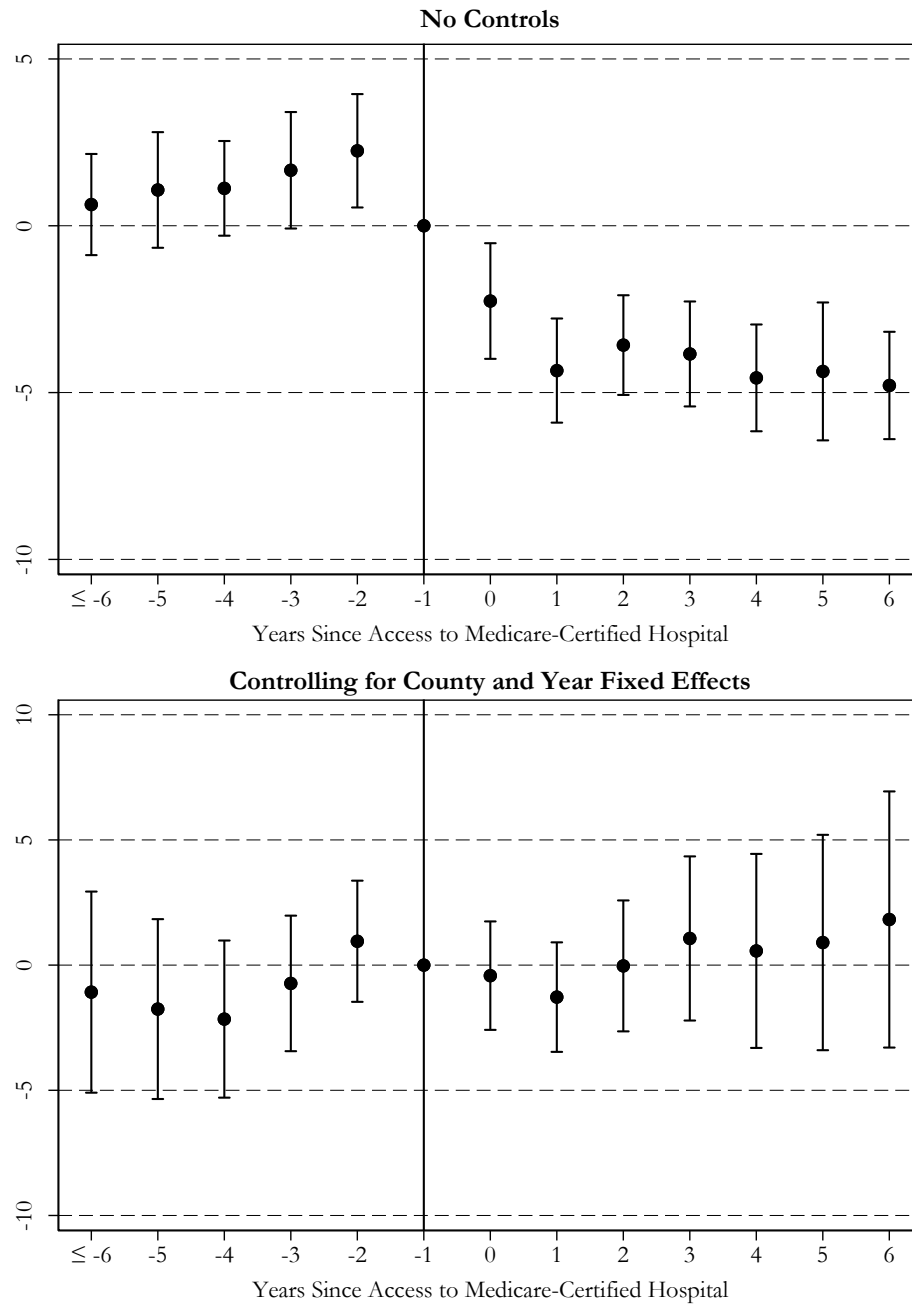 No Controls
5
0
-5
-10
≤ -6 -5 -4 -3 -2 -1 0 1 2 3 4 5 6
Years Since Access to Medicare-Certified Hospital
Controlling for County and Year Fixed Effects
10
5
0
-5
-10
≤ -6 -5 -4 -3 -2 -1 0 1 2 3 4 5 6
Years Since Access to Medicare-Certified Hospital